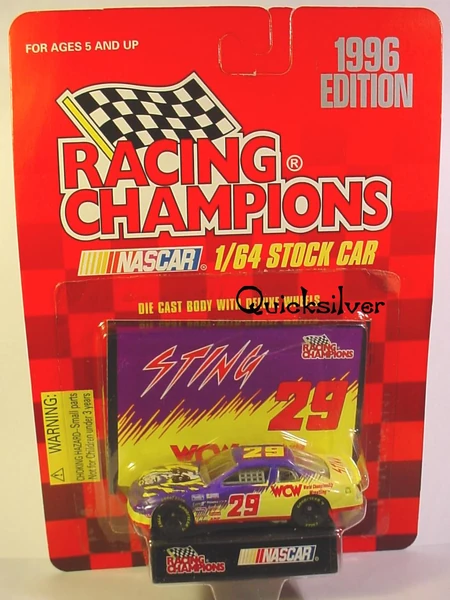 FOR AGES 5 AND UP
1996
EDITION
RACING
CHAMPIONS®
NASCAR® 1/64 STOCK CAR
DIE CAST BODY WITH
Quicksilver
RACING
CHAMPIONS
STING
29
WCW
WARNING:
CHOKING HAZARD-Small parts
Not for Children under 3 years
29
29
WCW
RACING
CHAMPIONS
NASCAR